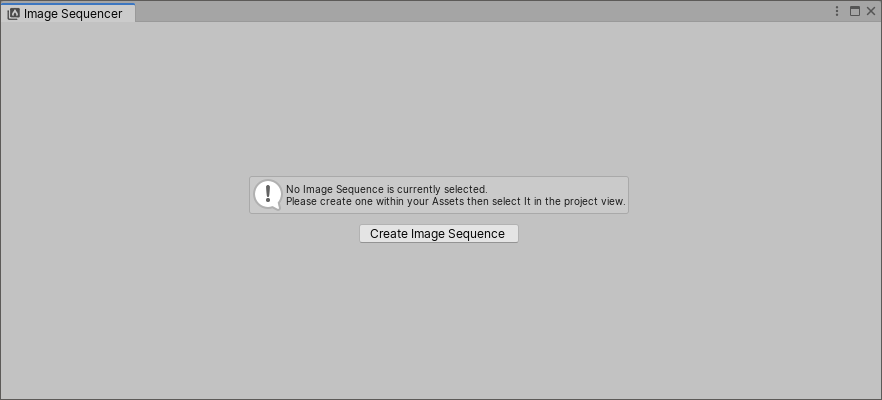 Image Sequencer
No Image Sequence is currently selected.
Please create one within your Assets then select It in the project view.
Create Image Sequence